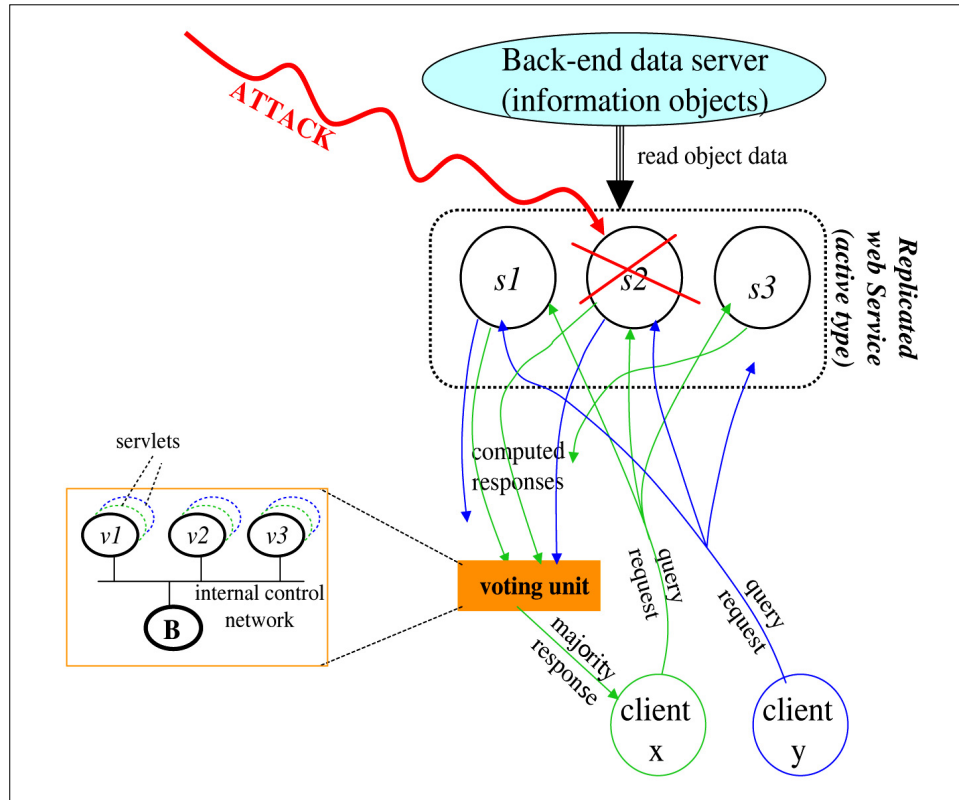 Back-end data server
(information objects)
ATTACK
read object data
Replicated
web Service
(active type)
s1
s2
s3
computed
responses
servlets
v1
v2
v3
internal control
network
B
voting unit
majority
response
query
request
query
request
client
x
client
y